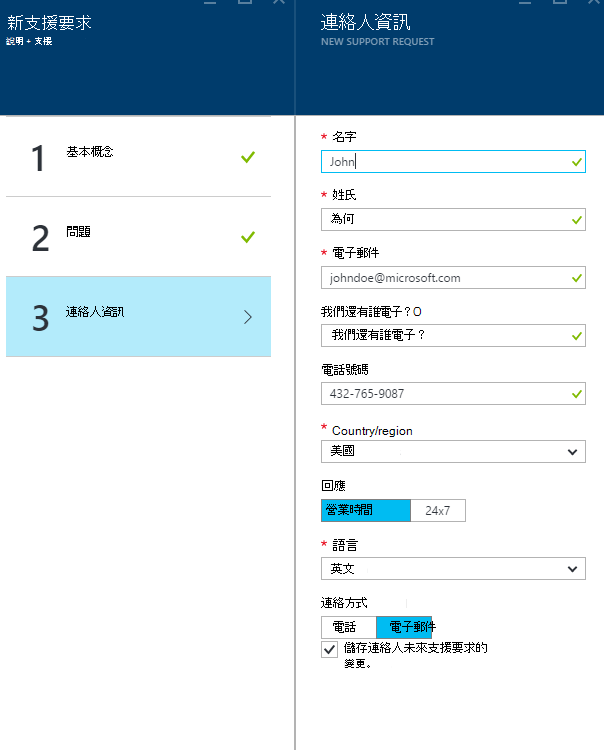 新支援要求
說明 + 支援
1 基本概念
2 問題
3 連絡人資訊
連絡人資訊
NEW SUPPORT REQUEST
* 名字
John
* 姓氏
為何
* 電子郵件
johndoe@microsoft.com
我們還有誰電子？O
我們還有誰電子？
電話號碼
432-765-9087
* Country/region
美國
回應
營業時間 24x7
* 語言
英文
連絡方式
電話 電子郵件
儲存連絡人未來支援要求的
變更。